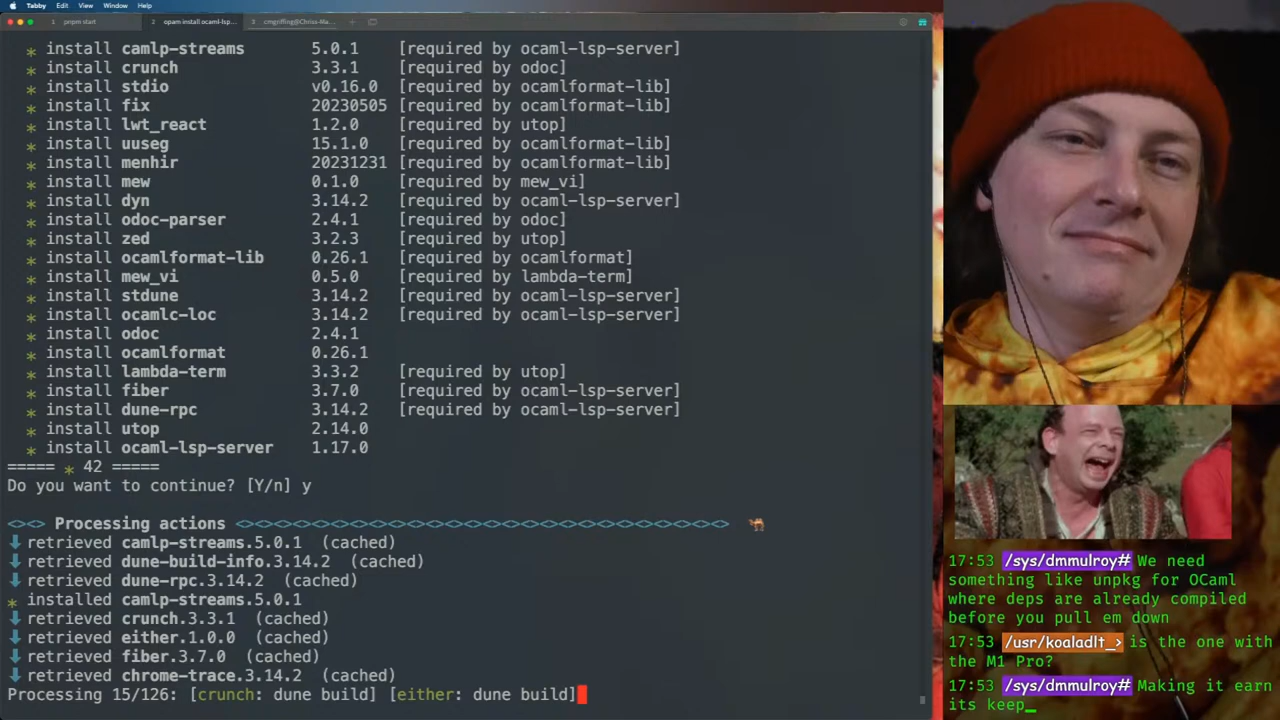 Tabby Edit View Window Help
1 pnpm start 2 opam install ocaml-lsp... 3 cmgriffing@Chriss-Ma...
* install camlp-streams 5.0.1 [required by ocaml-lsp-server]
* install crunch 3.3.1 [required by odoc]
* install stdio v0.16.0 [required by ocamlformat-lib]
* install fix 20230505 [required by ocamlformat-lib]
* install lwt_react 1.2.0 [required by utop]
* install uuseg 15.1.0 [required by ocamlformat-lib]
* install menhir 20231231 [required by ocamlformat-lib]
* install mew 0.1.0 [required by mew_vi]
* install dyn 3.14.2 [required by ocaml-lsp-server]
* install odoc-parser 2.4.1 [required by odoc]
* install zed 3.2.3 [required by utop]
* install ocamlformat-lib 0.26.1 [required by ocamlformat]
* install mew_vi 0.5.0 [required by lambda-term]
* install stdune 3.14.2 [required by ocaml-lsp-server]
* install ocamlc-loc 3.14.2 [required by ocaml-lsp-server]
* install odoc 2.4.1
* install ocamlformat 0.26.1
* install lambda-term 3.3.2 [required by utop]
* install fiber 3.7.0 [required by ocaml-lsp-server]
* install dune-rpc 3.14.2 [required by ocaml-lsp-server]
* install utop 2.14.0
* install ocaml-lsp-server 1.17.0
===== * 42 =====
Do you want to continue? [Y/n] y
<><> Processing actions <><><><><><><><><><><><><><><><><><><><><><><><><><><><><> 🐫
⬇ retrieved camlp-streams.5.0.1 (cached)
⬇ retrieved dune-build-info.3.14.2 (cached)
⬇ retrieved dune-rpc.3.14.2 (cached)
* installed camlp-streams.5.0.1
⬇ retrieved crunch.3.3.1 (cached)
⬇ retrieved either.1.0.0 (cached)
⬇ retrieved fiber.3.7.0 (cached)
⬇ retrieved chrome-trace.3.14.2 (cached)
Processing 15/126: [crunch: dune build] [either: dune build]
17:53 /sys/dmmulroy# We need
something like unpkg for OCaml
where deps are already compiled
before you pull em down
17:53 /usr/koaladlt_> is the one with
the M1 Pro?
17:53 /sys/dmmulroy# Making it earn
its keep_